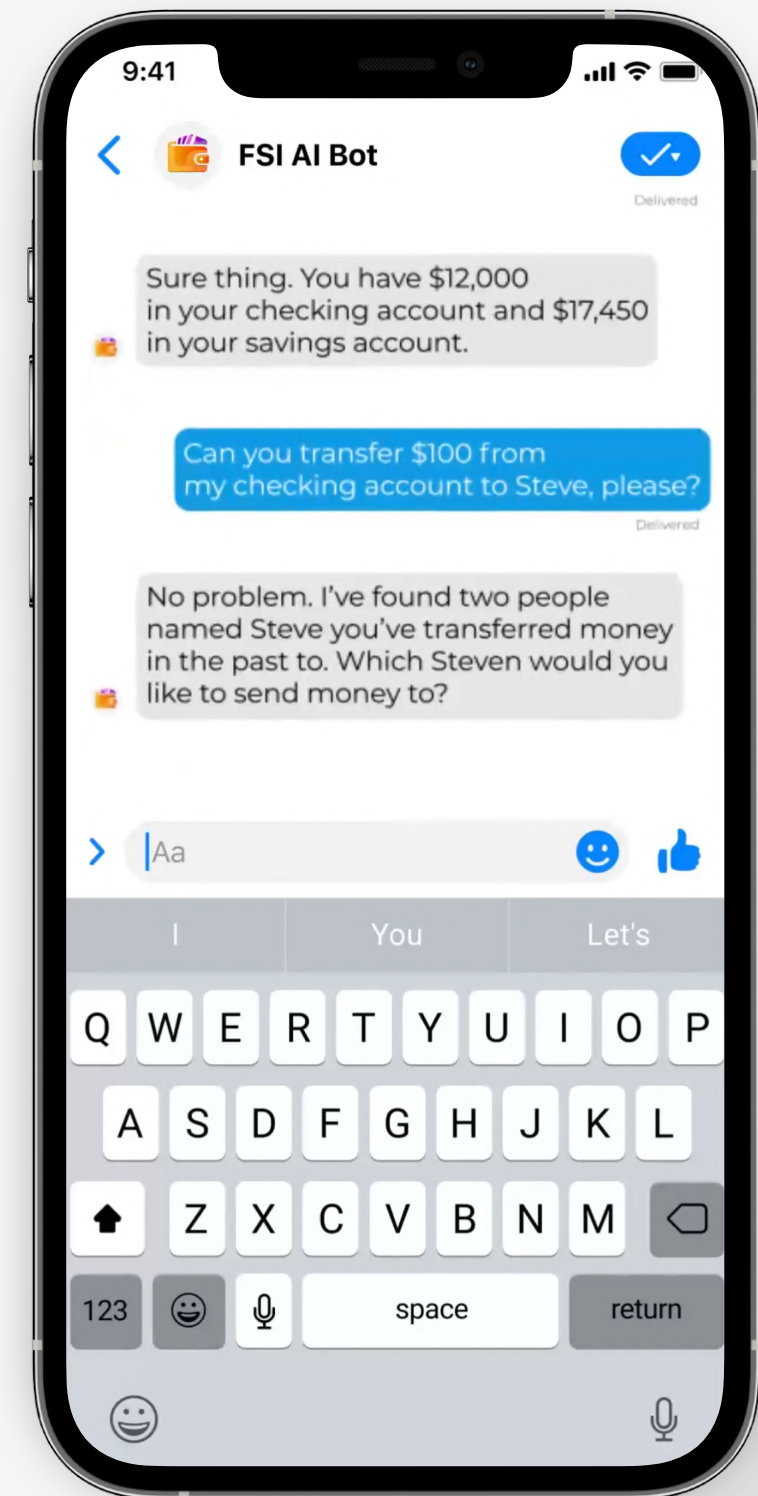 9:41
FSI AI Bot
Delivered
Sure thing. You have $12,000
in your checking account and $17,450
in your savings account.
Can you transfer $100 from
my checking account to Steve, please?
Delivered
No problem. I’ve found two people
named Steve you’ve transferred money
in the past to. Which Steven would you
like to send money to?
Aa
I You Let's
Q W E R T Y U I O P
A S D F G H J K L
Z X C V B N M
123 space return